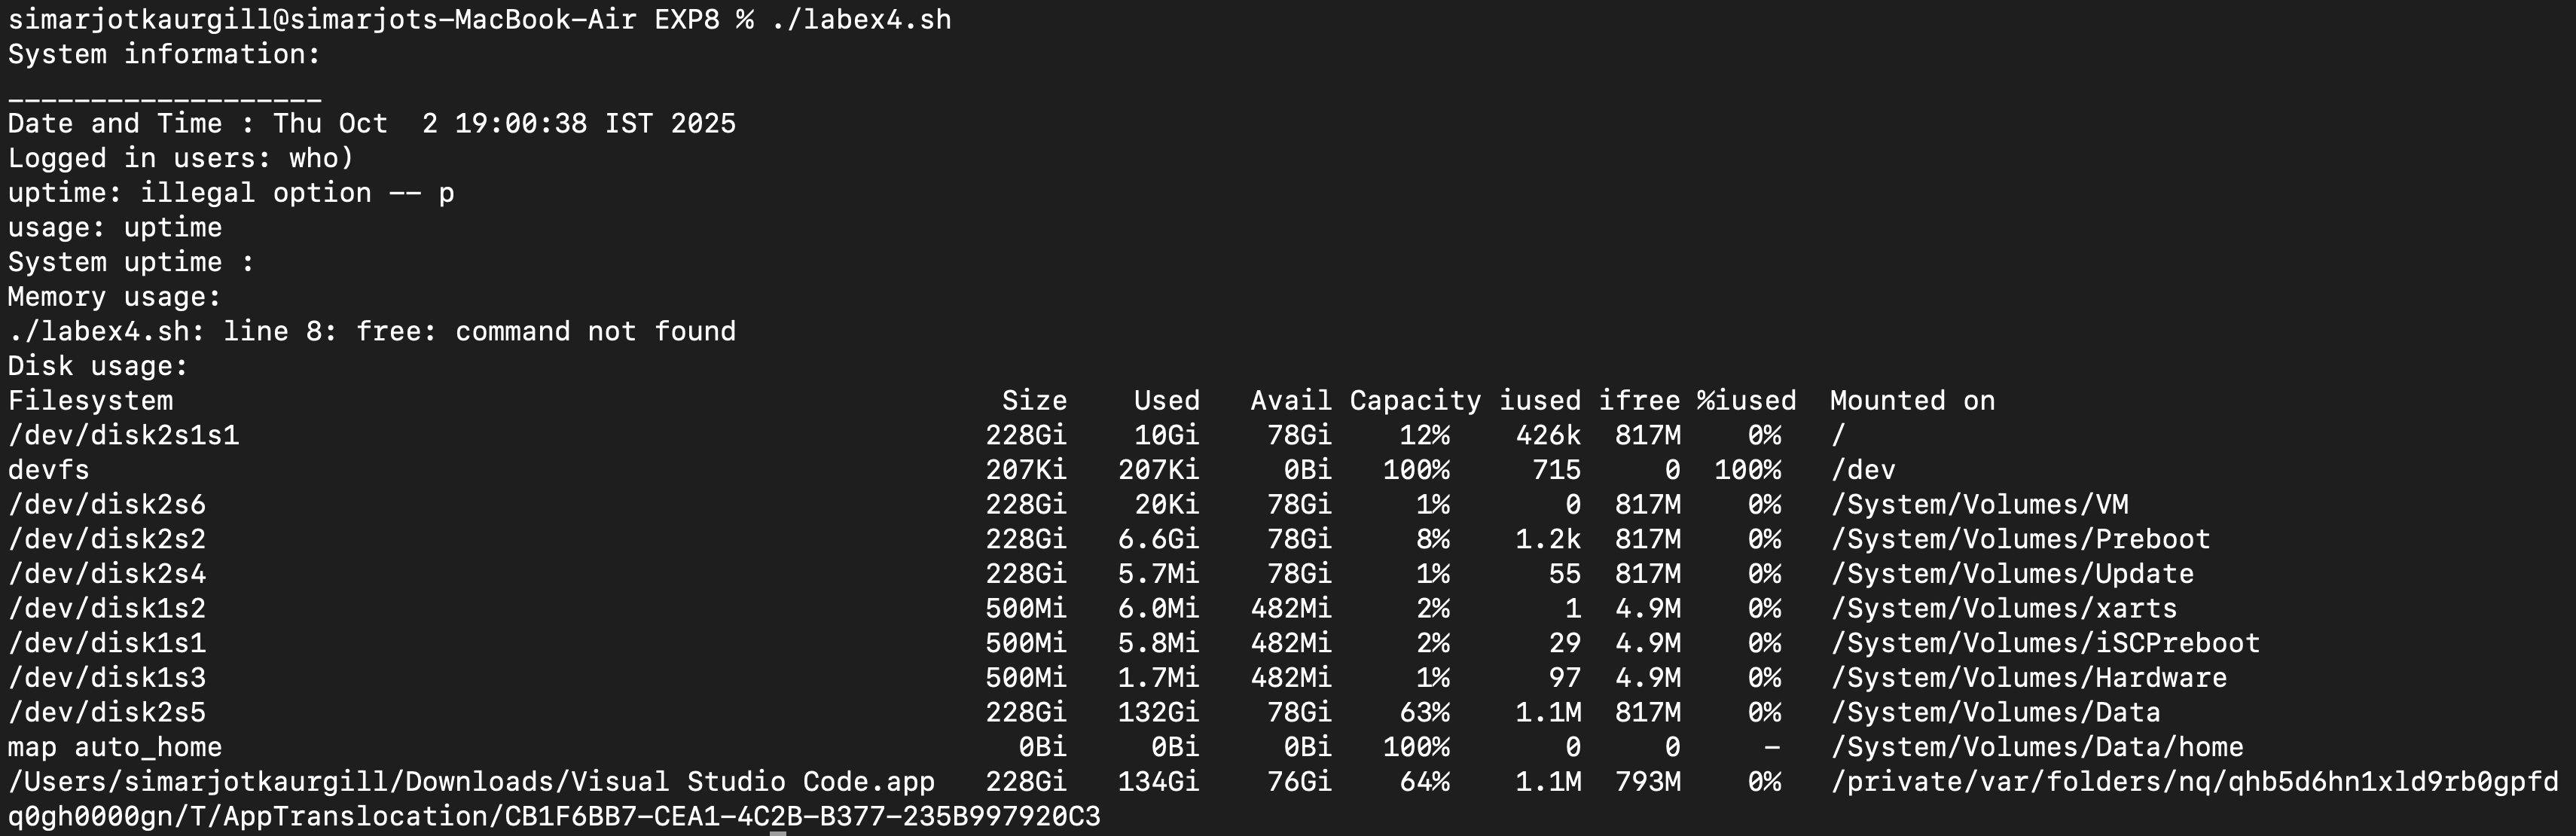 simarjotkaurgill@simarjots-MacBook-Air EXP8 % ./labex4.sh
System information:
___________________
Date and Time : Thu Oct  2 19:00:38 IST 2025
Logged in users: who)
uptime: illegal option -- p
usage: uptime
System uptime :
Memory usage:
./labex4.sh: line 8: free: command not found
Disk usage:
Filesystem                                                  Size    Used   Avail Capacity iused ifree %iused  Mounted on
/dev/disk2s1s1                                             228Gi    10Gi    78Gi    12%    426k  817M    0%   /
devfs                                                      207Ki   207Ki     0Bi   100%     715     0  100%   /dev
/dev/disk2s6                                               228Gi    20Ki    78Gi     1%       0  817M    0%   /System/Volumes/VM
/dev/disk2s2                                               228Gi   6.6Gi    78Gi     8%    1.2k  817M    0%   /System/Volumes/Preboot
/dev/disk2s4                                               228Gi   5.7Mi    78Gi     1%      55  817M    0%   /System/Volumes/Update
/dev/disk1s2                                               500Mi   6.0Mi   482Mi     2%       1  4.9M    0%   /System/Volumes/xarts
/dev/disk1s1                                               500Mi   5.8Mi   482Mi     2%      29  4.9M    0%   /System/Volumes/iSCPreboot
/dev/disk1s3                                               500Mi   1.7Mi   482Mi     1%      97  4.9M    0%   /System/Volumes/Hardware
/dev/disk2s5                                               228Gi   132Gi    78Gi    63%    1.1M  817M    0%   /System/Volumes/Data
map auto_home                                                0Bi     0Bi     0Bi   100%       0     0     -   /System/Volumes/Data/home
/Users/simarjotkaurgill/Downloads/Visual Studio Code.app   228Gi   134Gi    76Gi    64%    1.1M  793M    0%   /private/var/folders/nq/qhb5d6hn1xld9rb0gpfd
q0gh0000gn/T/AppTranslocation/CB1F6BB7-CEA1-4C2B-B377-235B997920C3